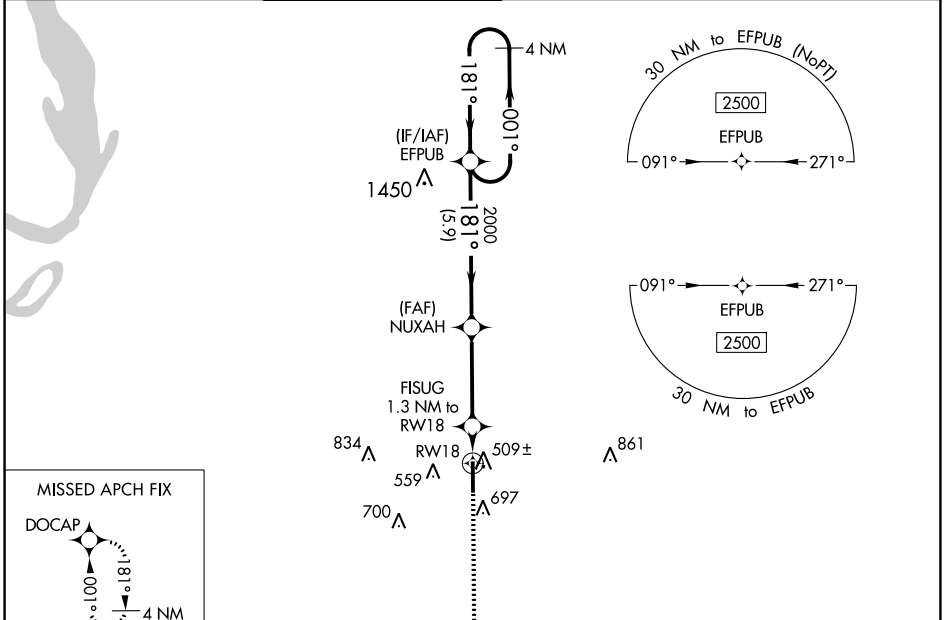 4 NM
181°
001°
(IF/IAF)
EFPUB
1450
2000
181°
(5.9)
(FAF)
NUXAH
FISUG
1.3 NM to
RW18
RW18
509±
834
559
861
700
697
30 NM to EFPUB (NoPT)
2500
EFPUB
091°
271°
091°
271°
EFPUB
2500
30 NM to EFPUB
MISSED APCH FIX
DOCAP
181°
001°
4 NM